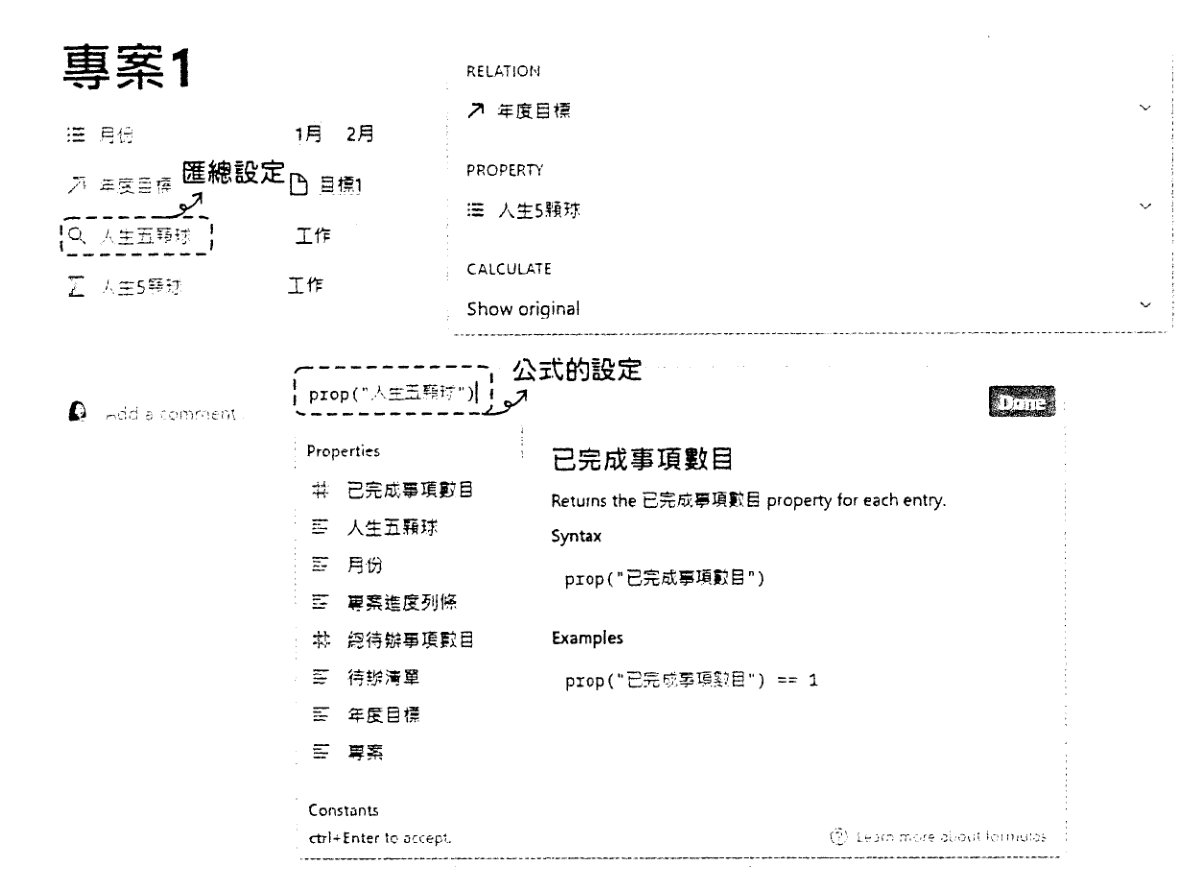 專案1
月份 1月 2月
年度目標 目標1
匯總設定
人生五顆球 工作
人生5顆球 工作
Add a comment
RELATION
年度目標
PROPERTY
人生5顆球
CALCULATE
Show original
公式的設定
prop("人生五顆球")
Done
Properties
已完成事項數目
人生五顆球
月份
專案進度列條
總待辦事項數目
待辦清單
年度目標
專案
Constants
ctrl+Enter to accept.
已完成事項數目
Returns the 已完成事項數目 property for each entry.
Syntax
prop("已完成事項數目")
Examples
prop("已完成事項數目") == 1
Learn more about formulas